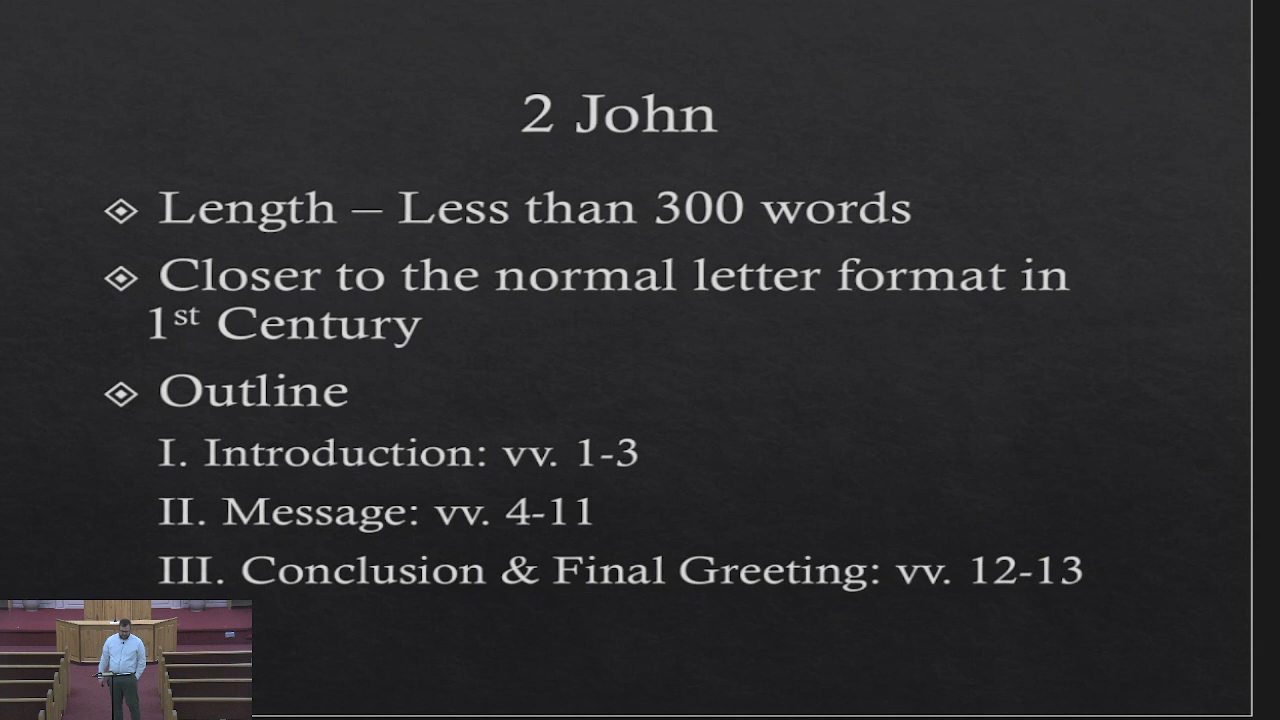 2 John
Length – Less than 300 words
Closer to the normal letter format in
1st Century
Outline
I. Introduction: vv. 1-3
II. Message: vv. 4-11
III. Conclusion & Final Greeting: vv. 12-13